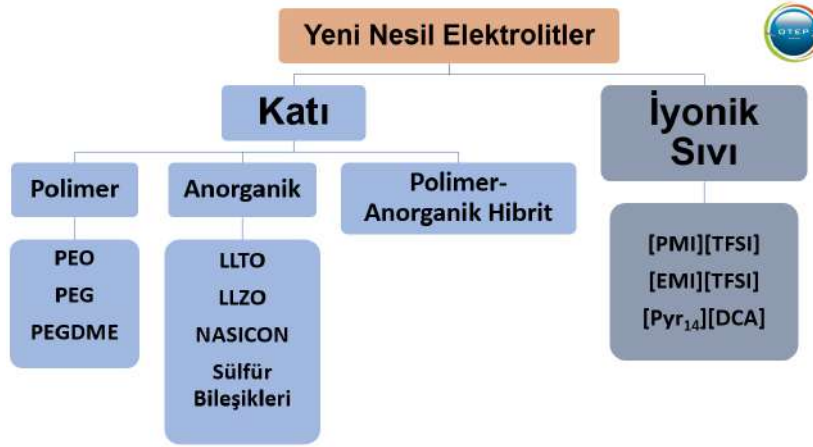 Yeni Nesil Elektrolitler
OTEP
Katı
İyonik
Sıvı
Polimer
Anorganik
Polimer-
Anorganik Hibrit
PEO
PEG
PEGDME
LLTO
LLZO
NASICON
Sülfür
Bileşikleri
[PMI][TFSI]
[EMI][TFSI]
[Pyr₁₄][DCA]